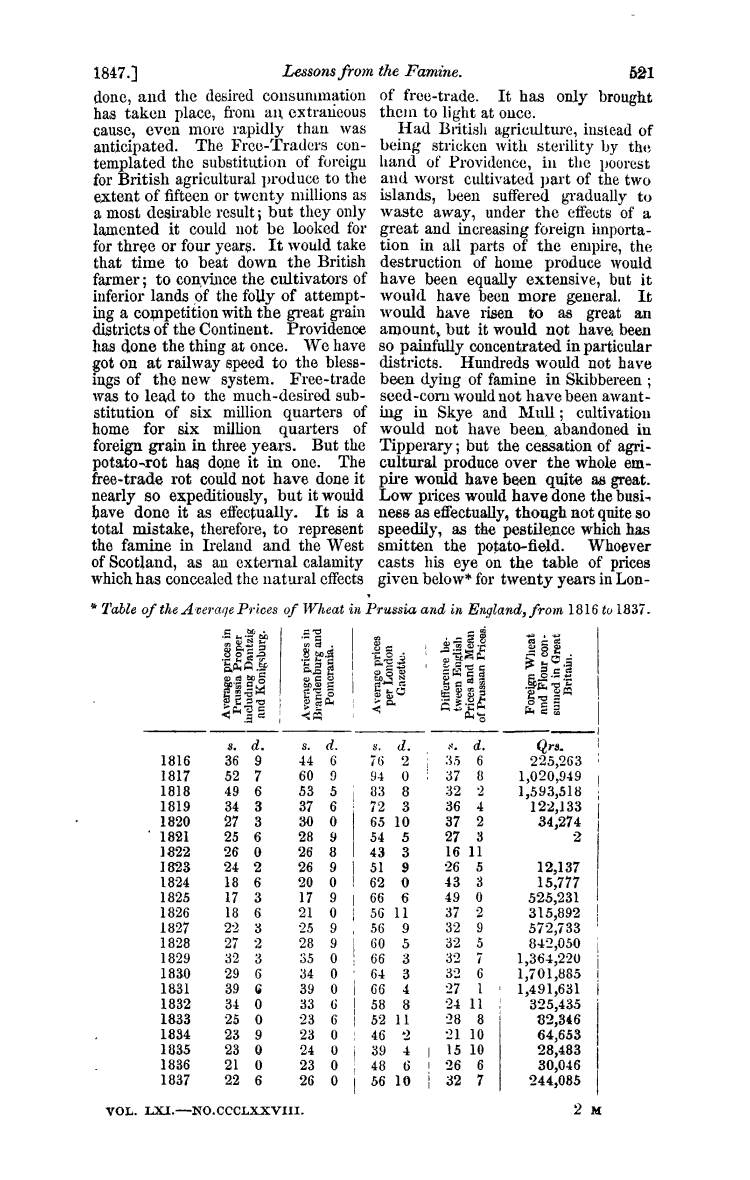 1847.] Lessons from the Famine. 521
done, and the desired consummation
has taken place, from an extraneous
cause, even more rapidly than was
anticipated. The Free-Traders con-
templated the substitution of foreign
for British agricultural produce to the
extent of fifteen or twenty millions as
a most desirable result; but they only
lamented it could not be looked for
for three or four years. It would take
that time to beat down the British
farmer; to convince the cultivators of
inferior lands of the folly of attempt-
ing a competition with the great grain
districts of the Continent. Providence
has done the thing at once. We have
got on at railway speed to the bless-
ings of the new system. Free-trade
was to lead to the much-desired sub-
stitution of six million quarters of
home for six million quarters of
foreign grain in three years. But the
potato-rot has done it in one. The
free-trade rot could not have done it
nearly so expeditiously, but it would
have done it as effectually. It is a
total mistake, therefore, to represent
the famine in Ireland and the West
of Scotland, as an external calamity
which has concealed the natural effects
of free-trade. It has only brought
them to light at once.
Had British agriculture, instead of
being stricken with sterility by the
hand of Providence, in the poorest
and worst cultivated part of the two
islands, been suffered gradually to
waste away, under the effects of a
great and increasing foreign importa-
tion in all parts of the empire, the
destruction of home produce would
have been equally extensive, but it
would have been more general. It
would have risen to as great an
amount, but it would not have been
so painfully concentrated in particular
districts. Hundreds would not have
been dying of famine in Skibbereen;
seed-corn would not have been awant-
ing in Skye and Mull; cultivation
would not have been abandoned in
Tipperary; but the cessation of agri-
cultural produce over the whole em-
pire would have been quite as great.
Low prices would have done the busi-
ness as effectually, though not quite so
speedily, as the pestilence which has
smitten the potato-field. Whoever
casts his eye on the table of prices
given below* for twenty years in Lon-
* Table of the Average Prices of Wheat in Prussia and in England, from 1816 to 1837.
Average prices in
Prussia Proper
including Dantzig
and Konigsburg.
Average prices in
Brandenburg and
Pomerania.
Average prices
per London
Gazette.
Difference be-
tween English
Prices and Mean
of Prussian Prices.
Foreign Wheat
and Flour con-
sumed in Great
Britain.
s. d. s. d. s. d. s. d. Qrs.
1816 36 9 44 6 76 2 35 6 225,263
1817 52 7 60 9 94 0 37 8 1,020,949
1818 49 6 53 5 83 8 32 2 1,593,518
1819 34 3 37 6 72 3 36 4 122,133
1820 27 3 30 0 65 10 37 2 34,274
1821 25 6 28 9 54 5 27 3 2
1822 26 0 26 8 43 3 16 11
1823 24 2 26 9 51 9 26 5 12,137
1824 18 6 20 0 62 0 43 3 15,777
1825 17 3 17 9 66 6 49 0 525,231
1826 18 6 21 0 56 11 37 2 315,892
1827 22 3 25 9 56 9 32 9 572,733
1828 27 2 28 9 60 5 32 5 842,050
1829 32 3 35 0 66 3 32 7 1,364,220
1830 29 6 34 0 64 3 32 6 1,701,885
1831 39 6 39 0 66 4 27 1 1,491,631
1832 34 0 33 6 58 8 24 11 325,435
1833 25 0 23 6 52 11 28 8 82,346
1834 23 9 23 0 46 2 21 10 64,653
1835 23 0 24 0 39 4 15 10 28,483
1836 21 0 23 0 48 6 26 6 30,046
1837 22 6 26 0 56 10 32 7 244,085
VOL. LXI.—NO. CCCLXXVIII. 2 M